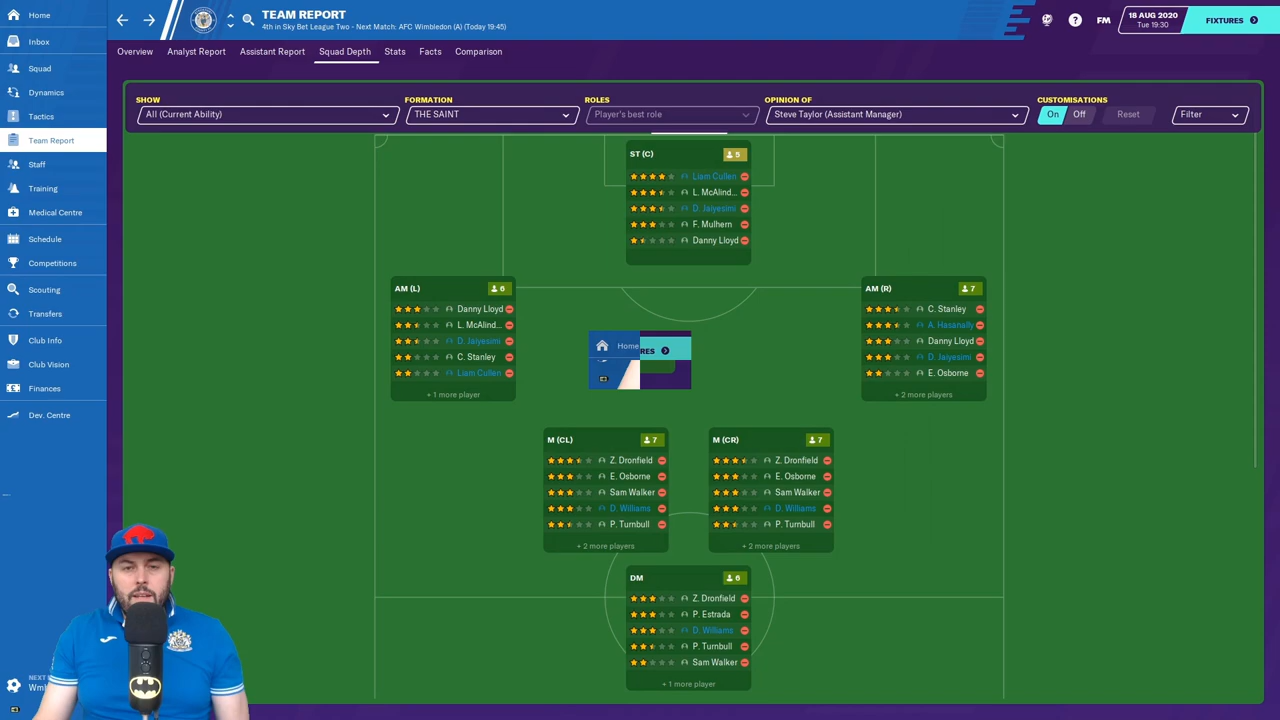 Home
Inbox
Squad
Dynamics
Tactics
Team Report
Staff
Training
Medical Centre
Schedule
Competitions
Scouting
Transfers
Club Info
Club Vision
Finances
Dev. Centre
NEXT
Wml
TEAM REPORT
4th in Sky Bet League Two - Next Match: AFC Wimbledon (A) (Today 19:45)
FM
18 AUG 2020
Tue 19:30
FIXTURES
Overview
Analyst Report
Assistant Report
Squad Depth
Stats
Facts
Comparison
SHOW
All (Current Ability)
FORMATION
THE SAINT
ROLES
Player's best role
OPINION OF
Steve Taylor (Assistant Manager)
CUSTOMISATIONS
On Off Reset
Filter
ST (C) 5
Liam Cullen
L. McAlind...
D. Jaiyesimi
F. Mulhern
Danny Lloyd
AM (L) 6
Danny Lloyd
L. McAlind...
D. Jaiyesimi
C. Stanley
Liam Cullen
+ 1 more player
Home
RES
AM (R) 7
C. Stanley
A. Hasanally
Danny Lloyd
D. Jaiyesimi
E. Osborne
+ 2 more players
M (CL) 7
Z. Dronfield
E. Osborne
Sam Walker
D. Williams
P. Turnbull
+ 2 more players
M (CR) 7
Z. Dronfield
E. Osborne
Sam Walker
D. Williams
P. Turnbull
+ 2 more players
DM 6
Z. Dronfield
P. Estrada
D. Williams
P. Turnbull
Sam Walker
+ 1 more player